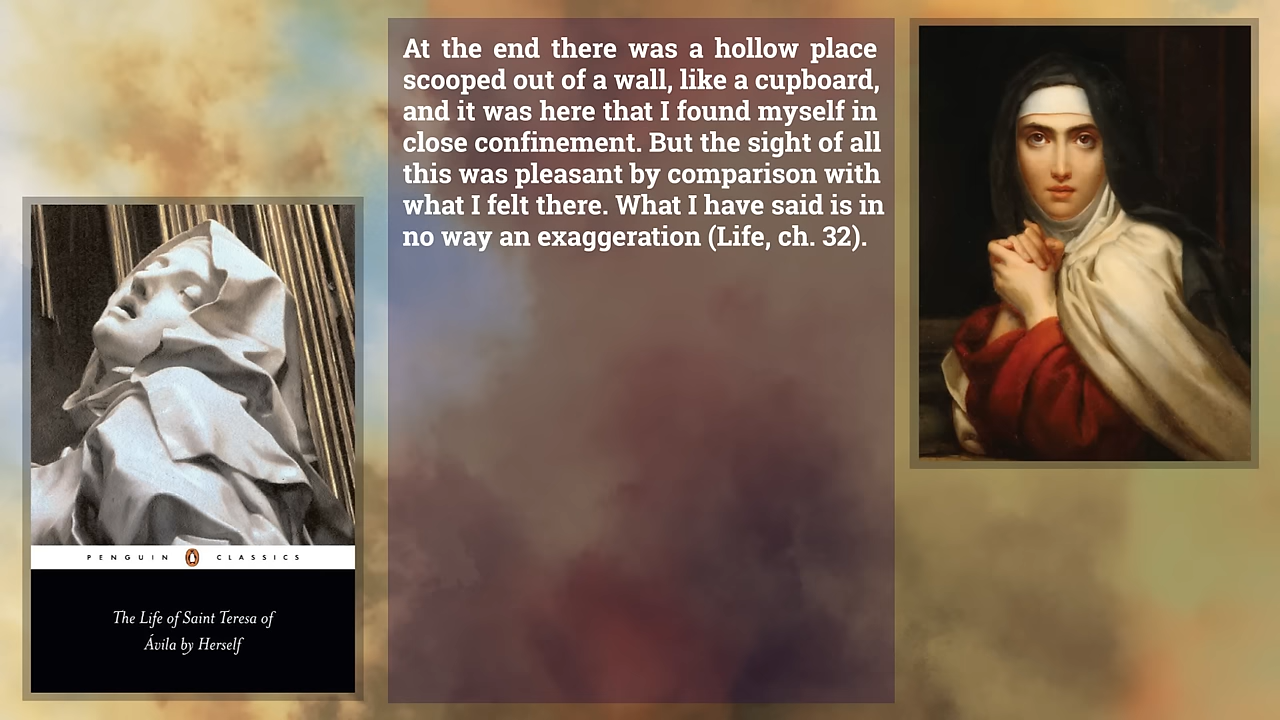 At the end there was a hollow place
scooped out of a wall, like a cupboard,
and it was here that I found myself in
close confinement. But the sight of all
this was pleasant by comparison with
what I felt there. What I have said is in
no way an exaggeration (Life, ch. 32).
PENGUIN CLASSICS
The Life of Saint Teresa of
Ávila by Herself